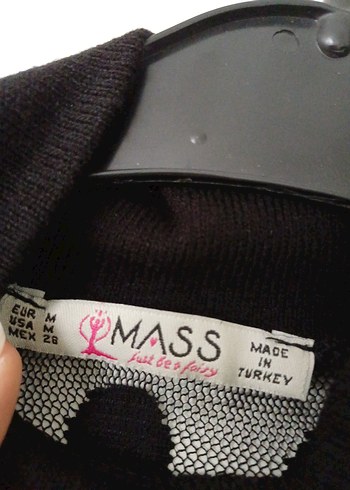 EUR M
USA M
MEX 28
MASS
just be a fairy
MADE
IN
TURKEY